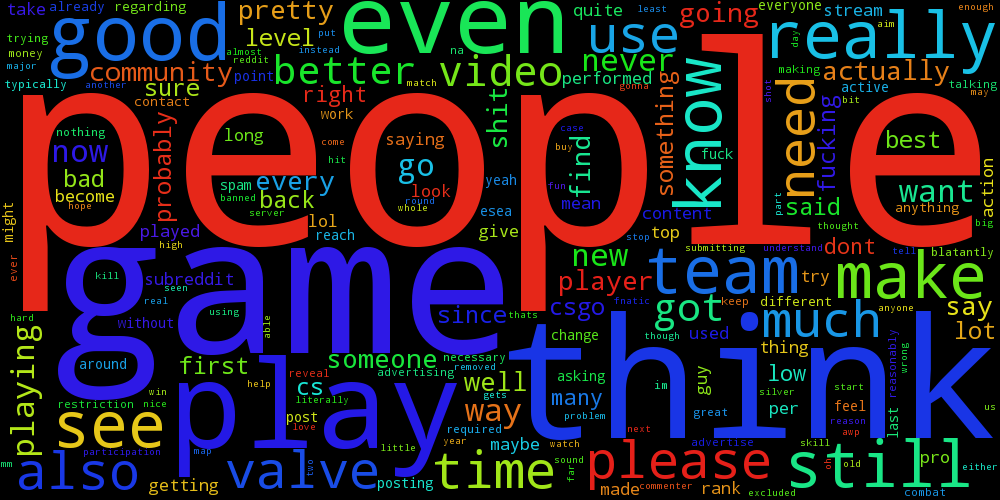 take already regarding
good
pretty
even
quite least everyone
going
stream
enough
aim
really
trying
money
major
level
almost
reddit
put
instead
use
day
typically
community
point
better
na
match
video
never
performed
gonna
making
actually
talking
another
sure
contact
right
work
shit
something
know
shot
need
active
bit
may
people
nothing
now
long
come
saying
case
buy
find
fuck
fucking
best
bad
become
hope
probably
spam
banned
every
hit
go
look
yeah
fun
mean
part
want
anything
action
might
played
server
back
lol
reach
whole
round
esea
give
content
top
said
thought
big
ever
high
game
stop
submitting
understand
dont
tell
blatantly
kill
subreddit
seen
real
new
player
team
try
make
hard
without
using
able
since
thats
csgo
fnatic
got
keep
different
much
anyone
say
lot
playing
around
first
someone
necessary
removed
think
change
though
used
thing
reasonably
wrong
win
nice
restriction
play
help
reveal
cs
literally
advertising
well
gets
asking
im
guy
low
silver
start
us
see
post
love
little
way
many
problem
great
per
feel
reason
awp
last
participation
map
required
maybe
year
watch
next
please
advertise
skill
still
pro
either
mm
also
getting
valve
two
posting
time
sound
far
made
commenter
rank
excluded
oh
old
combat